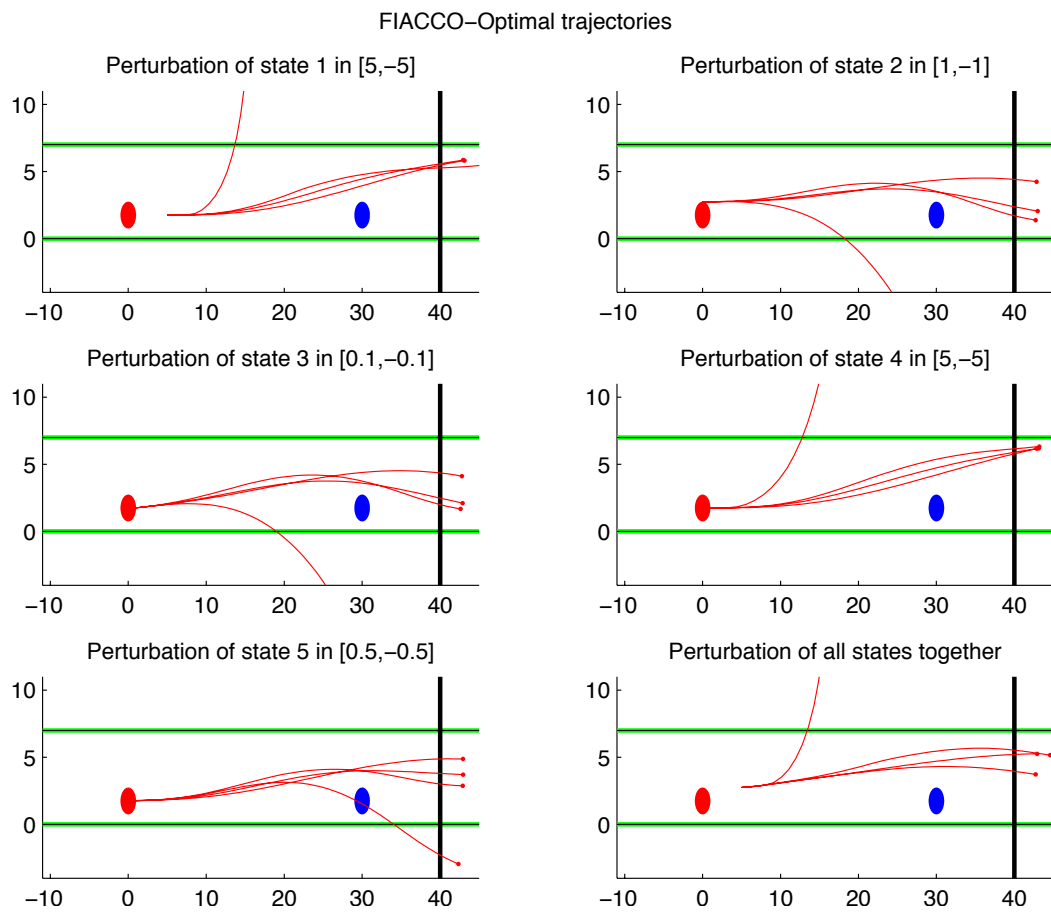 FIACCO−Optimal trajectories
Perturbation of state 1 in [5,−5]
10
5
0
−10 0 10 20 30 40
Perturbation of state 2 in [1,−1]
10
5
0
−10 0 10 20 30 40
Perturbation of state 3 in [0.1,−0.1]
10
5
0
−10 0 10 20 30 40
Perturbation of state 4 in [5,−5]
10
5
0
−10 0 10 20 30 40
Perturbation of state 5 in [0.5,−0.5]
10
5
0
−10 0 10 20 30 40
Perturbation of all states together
10
5
0
−10 0 10 20 30 40